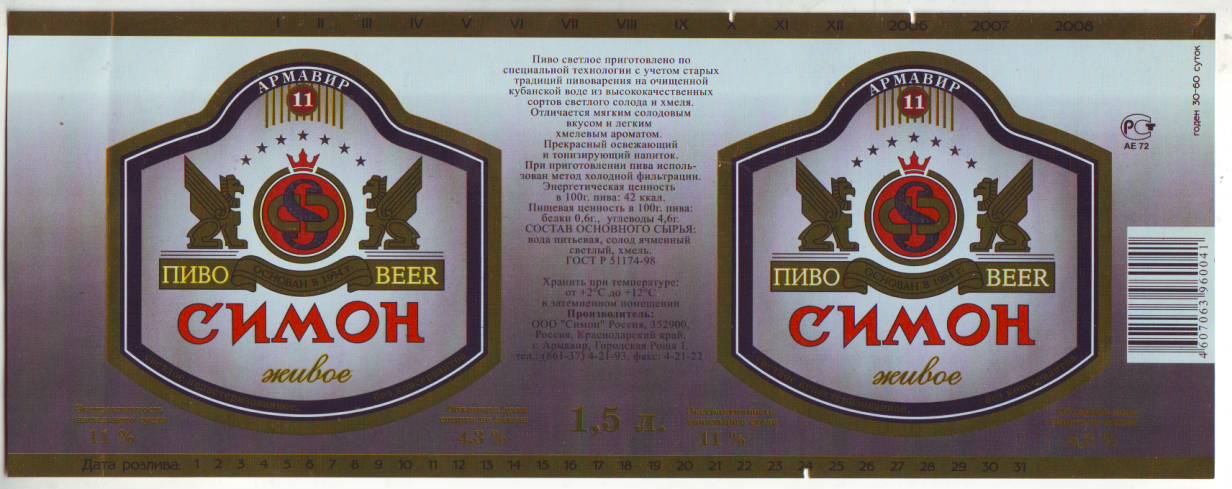 I II III IV V VI VII VIII IX X XI XII 2006 2007 2008
АРМАВИР
11
ПИВО
ОСНОВАН В 1994 г.
BEER
СИМОН
живое
11 %
4,3 %
Пиво светлое приготовлено по
специальной технологии с учетом старых
традиций пивоварения на очищенной
кубанской воде из высококачественных
сортов светлого солода и хмеля.
Отличается мягким солодовым
вкусом и легким
хмелевым ароматом.
Прекрасный освежающий
и тонизирующий напиток.
При приготовлении пива исполь-
зован метод холодной фильтрации.
Энергетическая ценность
в 100г. пива: 42 ккал.
Пищевая ценность в 100г. пива:
белки 0,6г., углеводы 4,6г.
СОСТАВ ОСНОВНОГО СЫРЬЯ:
вода питьевая, солод ячменный
светлый, хмель.
ГОСТ Р 51174-98
Хранить при температуре:
от +2°С до +12°С
в затемненном помещении
Производитель:
ООО "Симон" Россия, 352900,
Россия, Краснодарский край,
г. Армавир, Городская Роща 1,
тел.: (861-37) 4-21-93, факс: 4-21-22
1,5 л.
АРМАВИР
11
ПИВО
ОСНОВАН В 1994 г.
BEER
СИМОН
живое
11 %
годен 30-60 суток
РСТ
АЕ 72
4607063960041
Дата розлива: 1 2 3 4 5 6 7 8 9 10 11 12 13 14 15 16 17 18 19 20 21 22 23 24 25 26 27 28 29 30 31